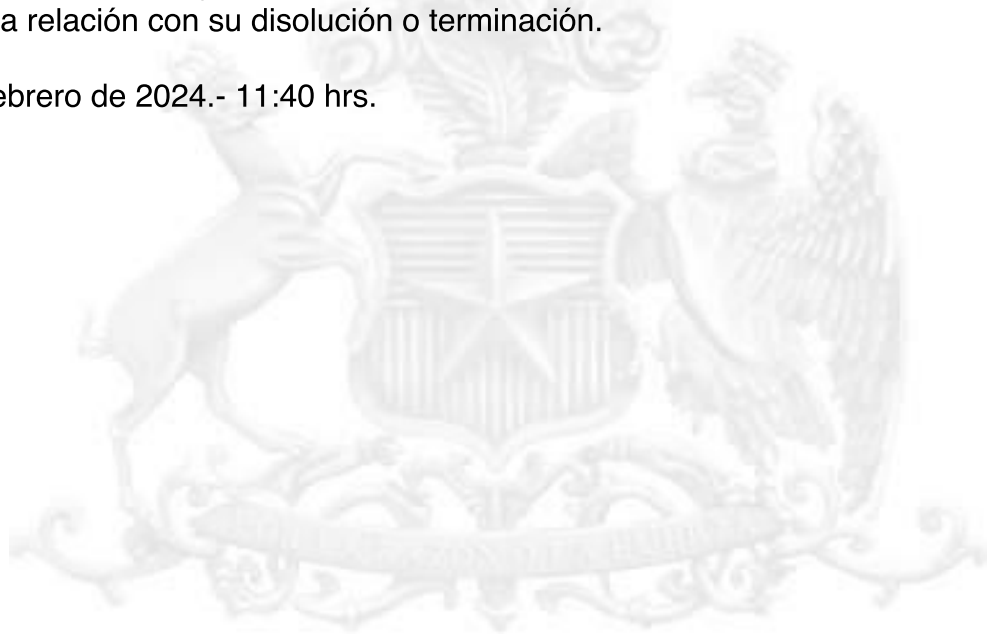 a relación con su disolución o terminación.
ebrero de 2024.- 11:40 hrs.